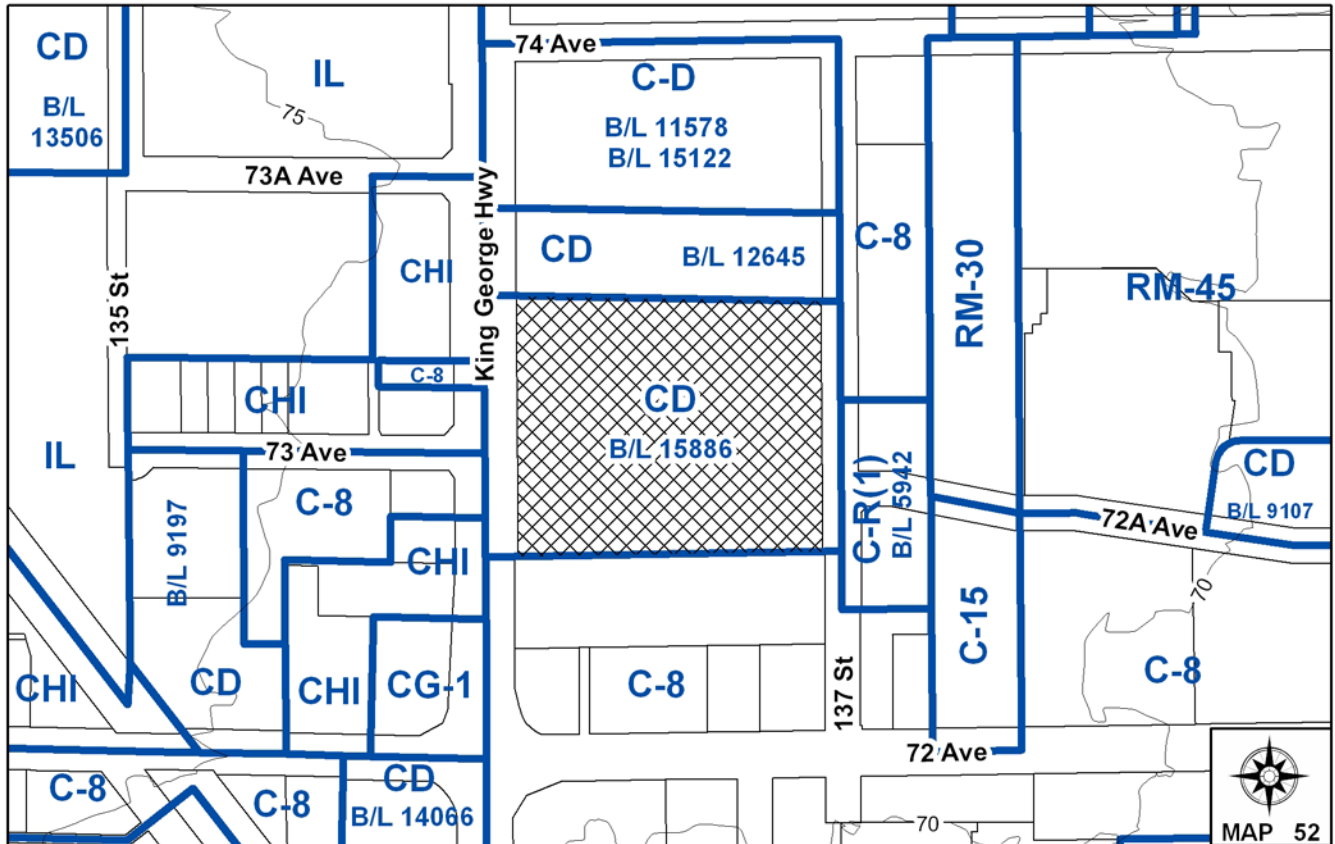 CD
B/L
13506
IL
75
74 Ave
C-D
B/L 11578
B/L 15122
73A Ave
King George Hwy
CHI
CD
B/L 12645
C-8
RM-30
RM-45
135 St
C-8
CHI
CD
B/L 15886
IL
73 Ave
C-8
B/L 9197
CHI
C-R(1)
B/L 5942
72A Ave
CD
B/L 9107
70
C-15
CHI
CD
CHI
CG-1
C-8
137 St
C-8
72 Ave
C-8
C-8
CD
B/L 14066
70
MAP 52